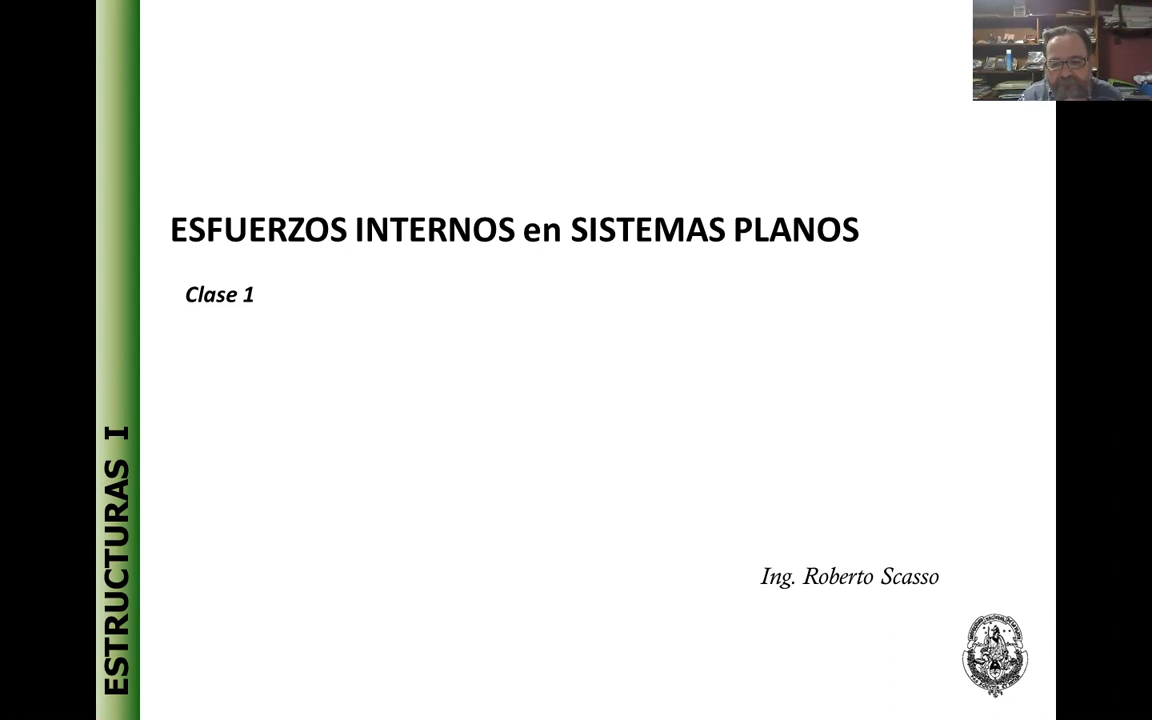 ESFUERZOS INTERNOS en SISTEMAS PLANOS
Clase 1
ESTRUCTURAS I
Ing. Roberto Scasso